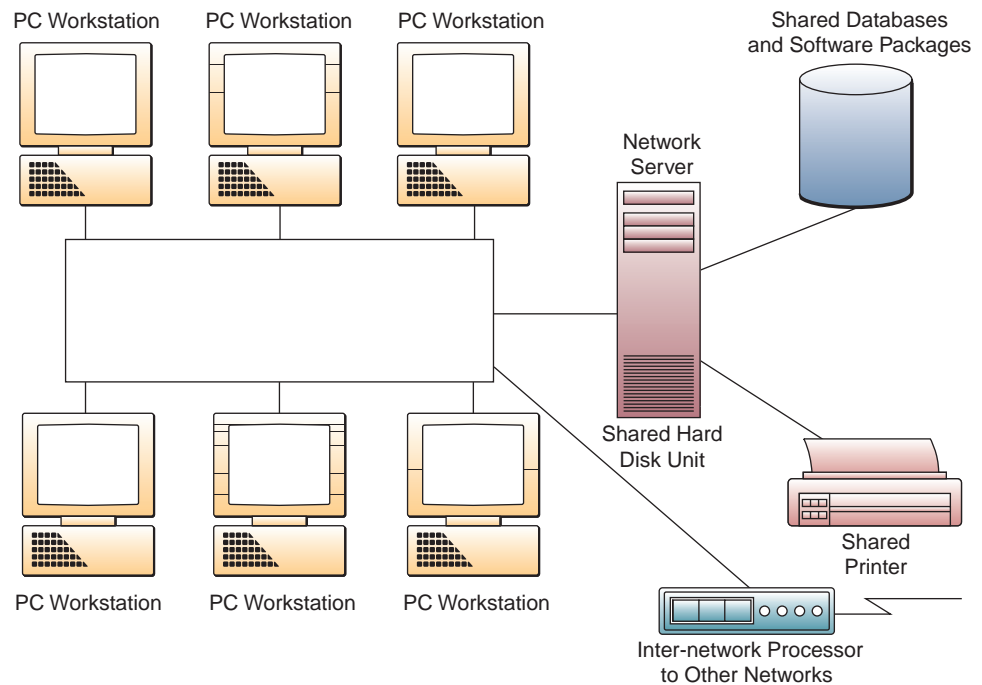 PC Workstation
PC Workstation
PC Workstation
Shared Databases
and Software Packages
Network
Server
Shared Hard
Disk Unit
Shared
Printer
PC Workstation
PC Workstation
PC Workstation
Inter-network Processor
to Other Networks